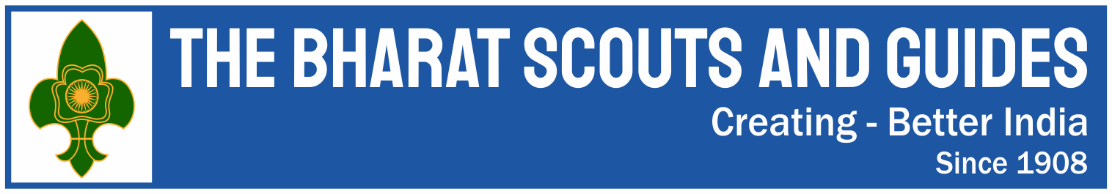 THE BHARAT SCOUTS AND GUIDES
Creating - Better India
Since 1908